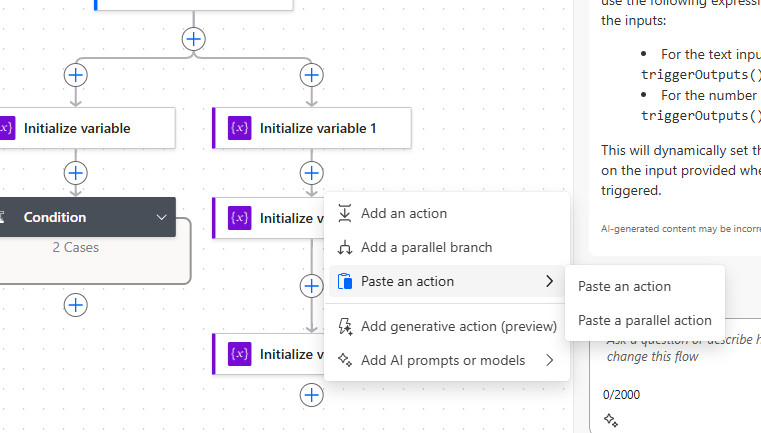 use the following express
the inputs:
• For the text inpu
triggerOutputs()
• For the number
triggerOutputs()
This will dynamically set th
on the input provided whe
triggered.
AI-generated content may be incorre
Initialize variable
Initialize variable 1
Condition
2 Cases
Initialize v
Initialize v
Add an action
Add a parallel branch
Paste an action
Add generative action (preview)
Add AI prompts or models
Paste an action
Paste a parallel action
Ask a question or describe h
change this flow
0/2000